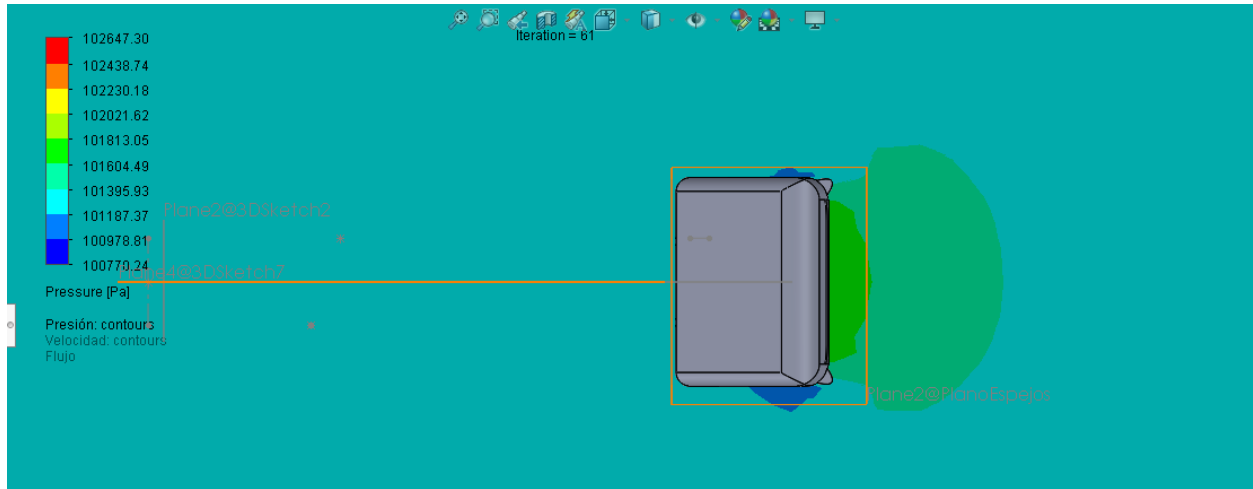 Iteration = 61
102647.30
102438.74
102230.18
102021.62
101813.05
101604.49
101395.93
101187.37
100978.81
100770.24
Pressure [Pa]
Presión: contours
Velocidad: contours
Flujo
Plane2@3DSketch2
@3DSketch7
Plane2@PlanoEspejos